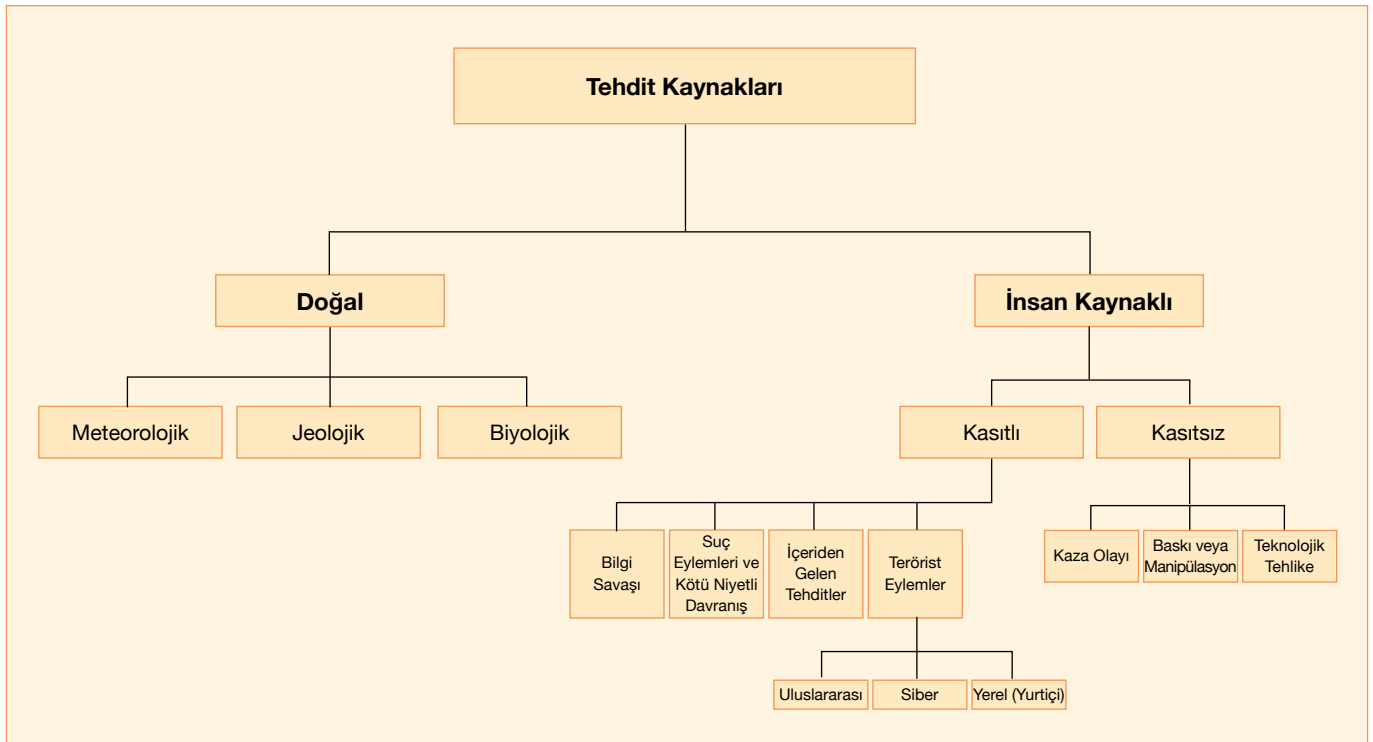 Tehdit Kaynakları
Doğal
İnsan Kaynaklı
Meteorolojik
Jeolojik
Biyolojik
Kasıtlı
Kasıtsız
Bilgi
Savaşı
Suç
Eylemleri ve
Kötü Niyetli
Davranış
İçeriden
Gelen
Tehditler
Terörist
Eylemler
Kaza Olayı
Baskı veya
Manipülasyon
Teknolojik
Tehlike
Uluslararası
Siber
Yerel (Yurtiçi)